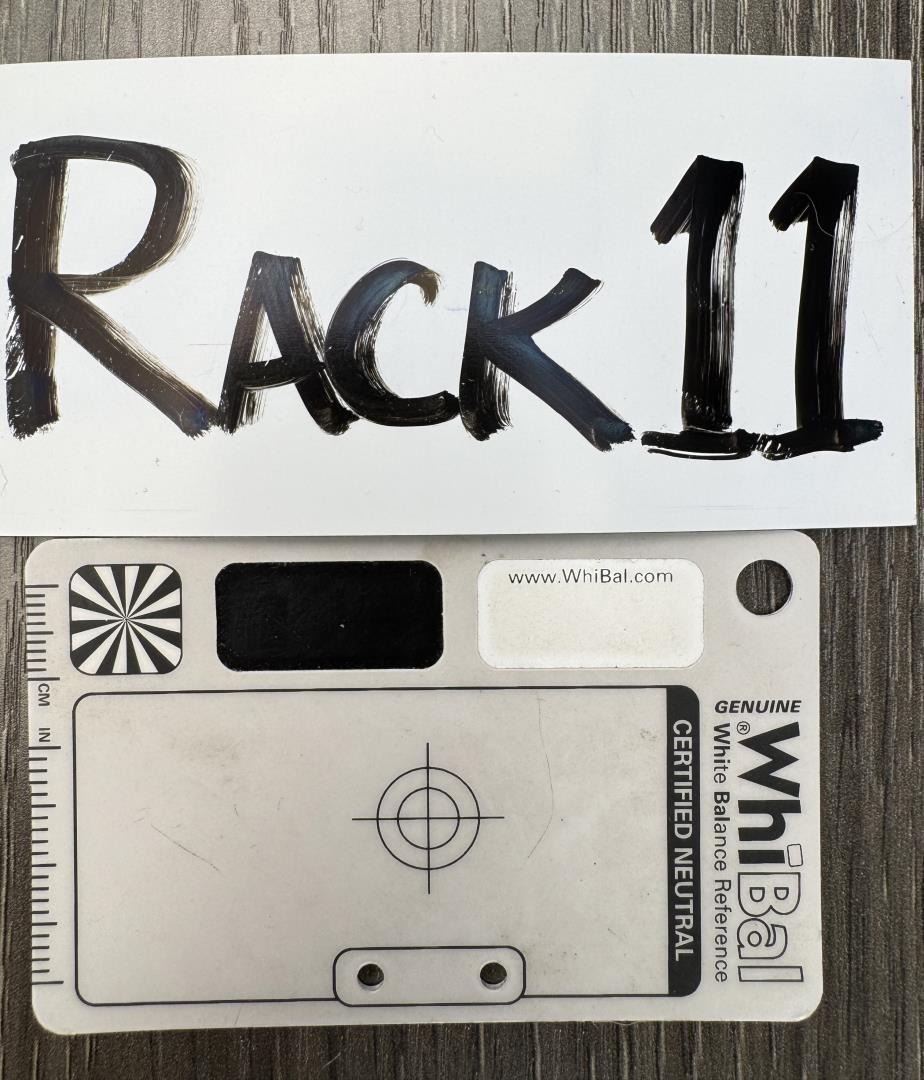 RACK 11
www.WhiBal.com
CM
IN
CERTIFIED NEUTRAL
GENUINE
WhiBal®
White Balance Reference